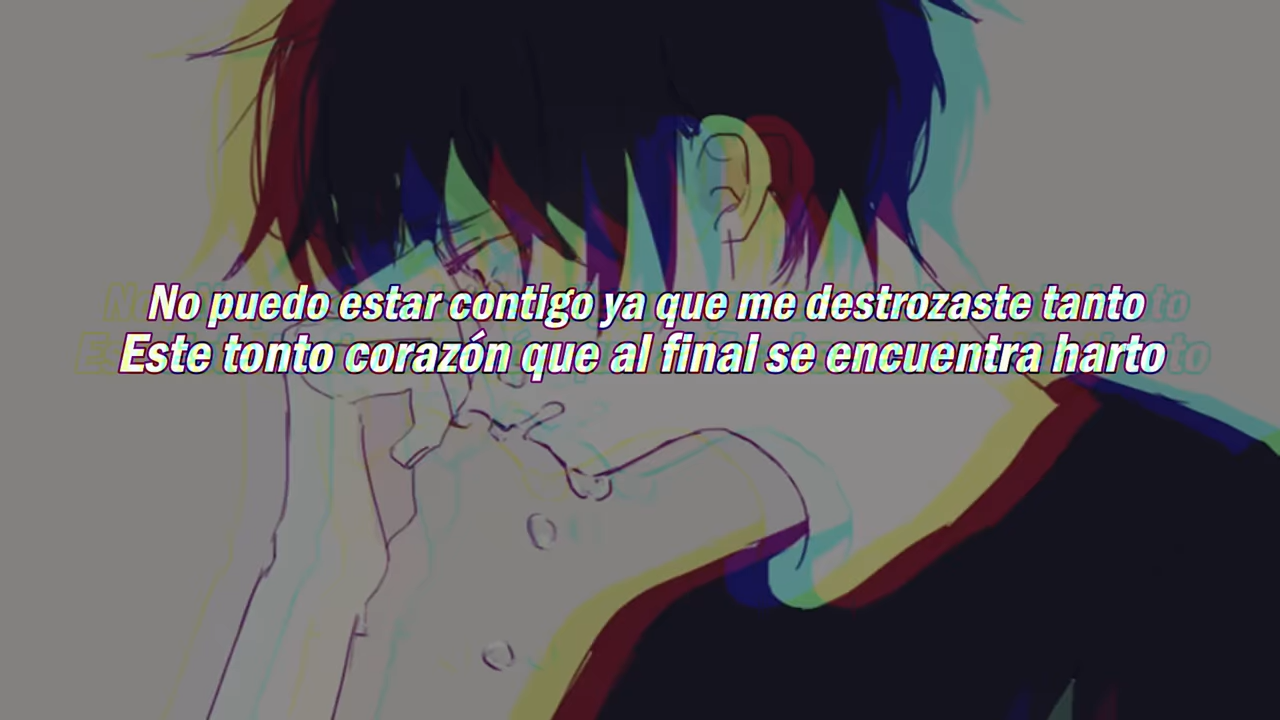 No puedo estar contigo ya que me destrozaste tanto
Este tonto corazón que al final se encuentra harto